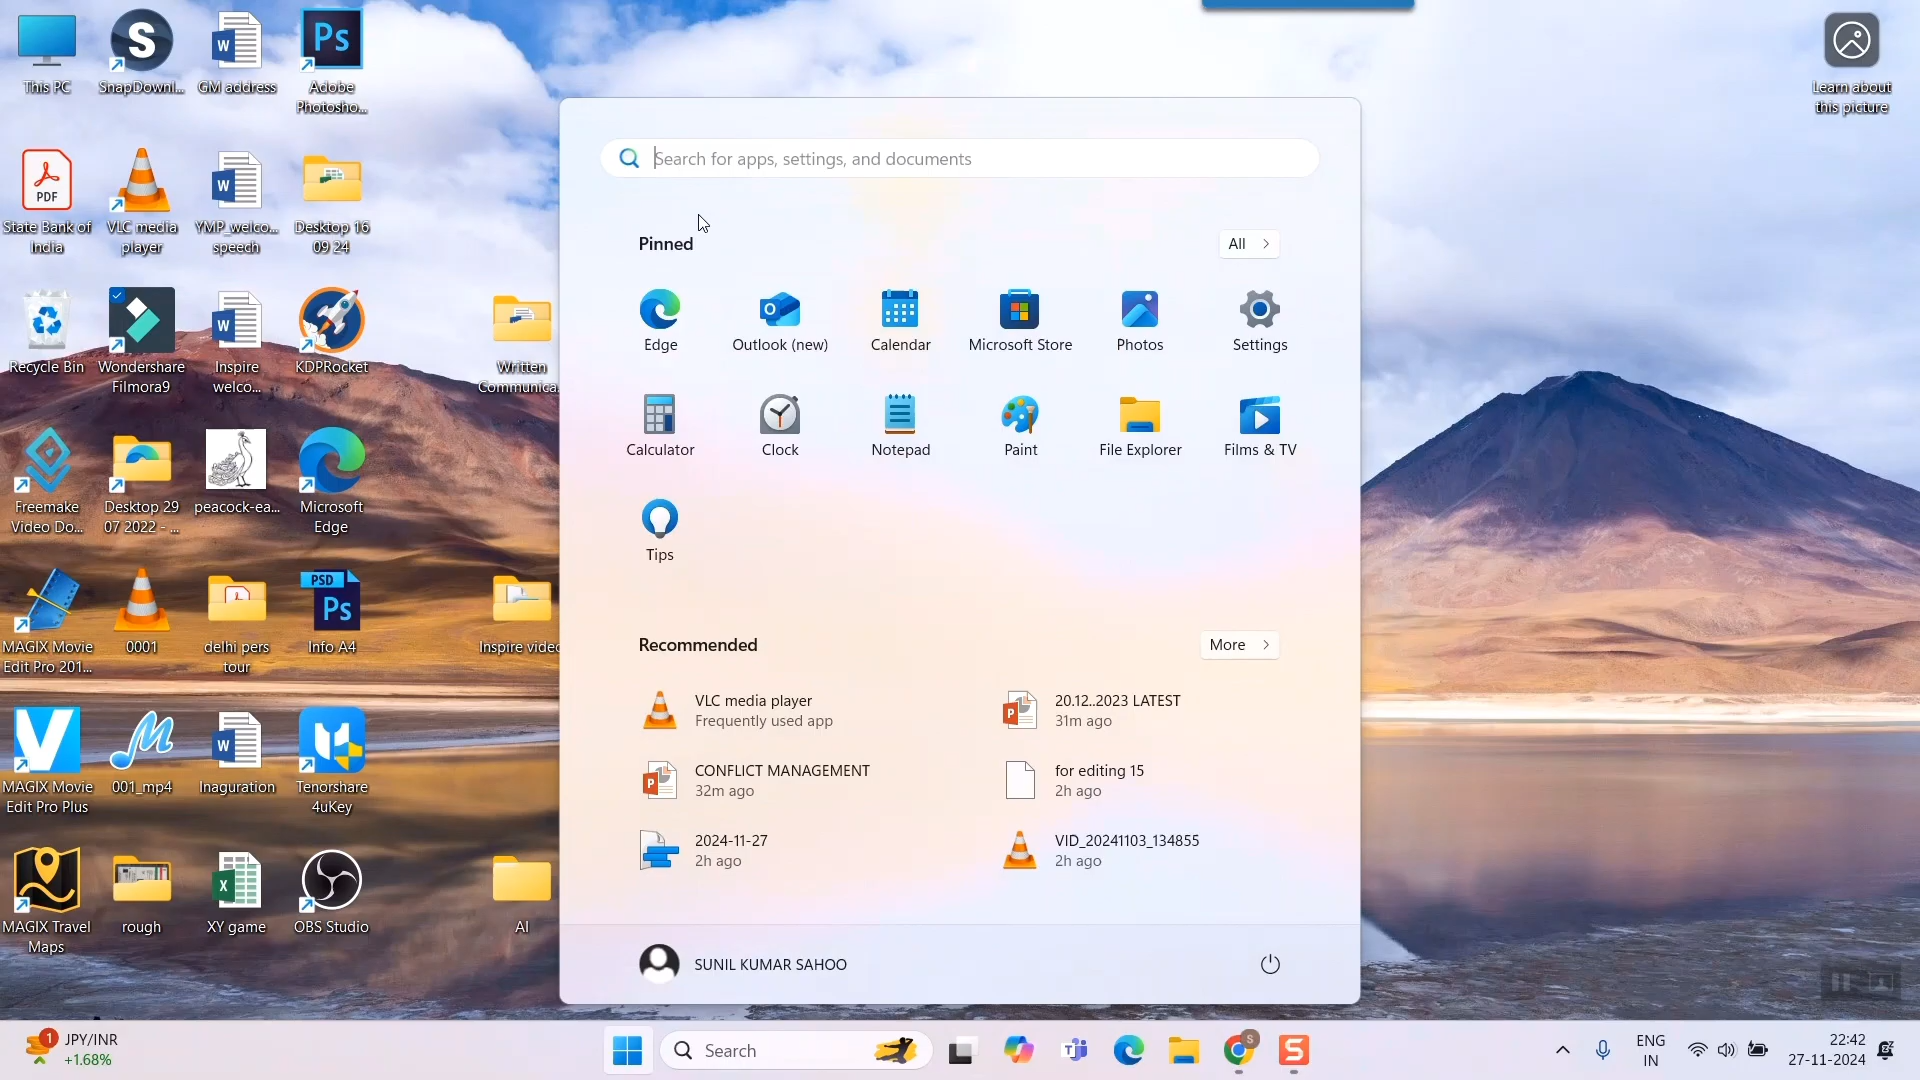 This PC
SnapDownl...
GM address
Adobe
Photosho...
Learn about
this picture
PDF
State Bank of
India
VLC media
player
YMP_welco...
speech
Desktop 16
09 24
Recycle Bin
Wondershare
Filmora9
Inspire
welco...
KDPRocket
Written
Communica.
Freemake
Video Do...
Desktop 29
07 2022 - ...
peacock-ea...
Microsoft
Edge
MAGIX Movie
Edit Pro 201...
0001
delhi pers
tour
PSD
Ps
Info A4
Inspire video
MAGIX Movie
Edit Pro Plus
001_mp4
Inaguration
Tenorshare
4uKey
MAGIX Travel
Maps
rough
XY game
OBS Studio
AI
Search for apps, settings, and documents
Pinned
All
Edge
Outlook (new)
Calendar
Microsoft Store
Photos
Settings
Calculator
Clock
Notepad
Paint
File Explorer
Films & TV
Tips
Recommended
More
VLC media player
Frequently used app
20.12..2023 LATEST
31m ago
CONFLICT MANAGEMENT
32m ago
for editing 15
2h ago
2024-11-27
2h ago
VID_20241103_134855
2h ago
SUNIL KUMAR SAHOO
1
JPY/INR
+1.68%
Search
ENG
IN
22:42
27-11-2024